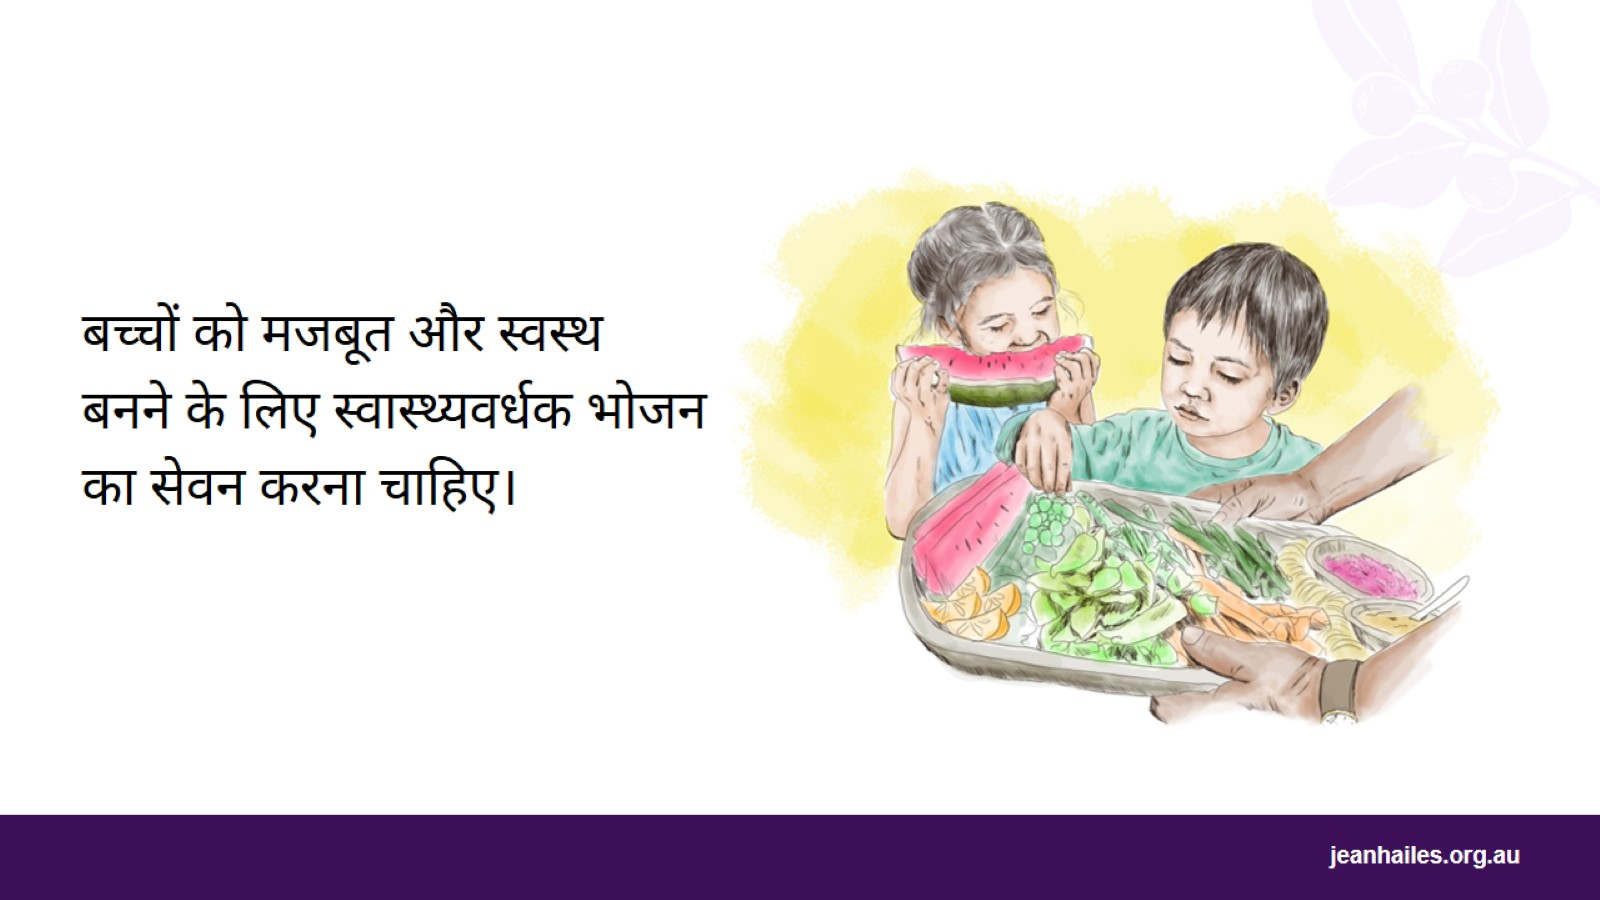 बच्चों को मजबूत और स्वस्थ
बनने के लिए स्वास्थ्यवर्धक भोजन
का सेवन करना चाहिए।
jeanhailes.org.au